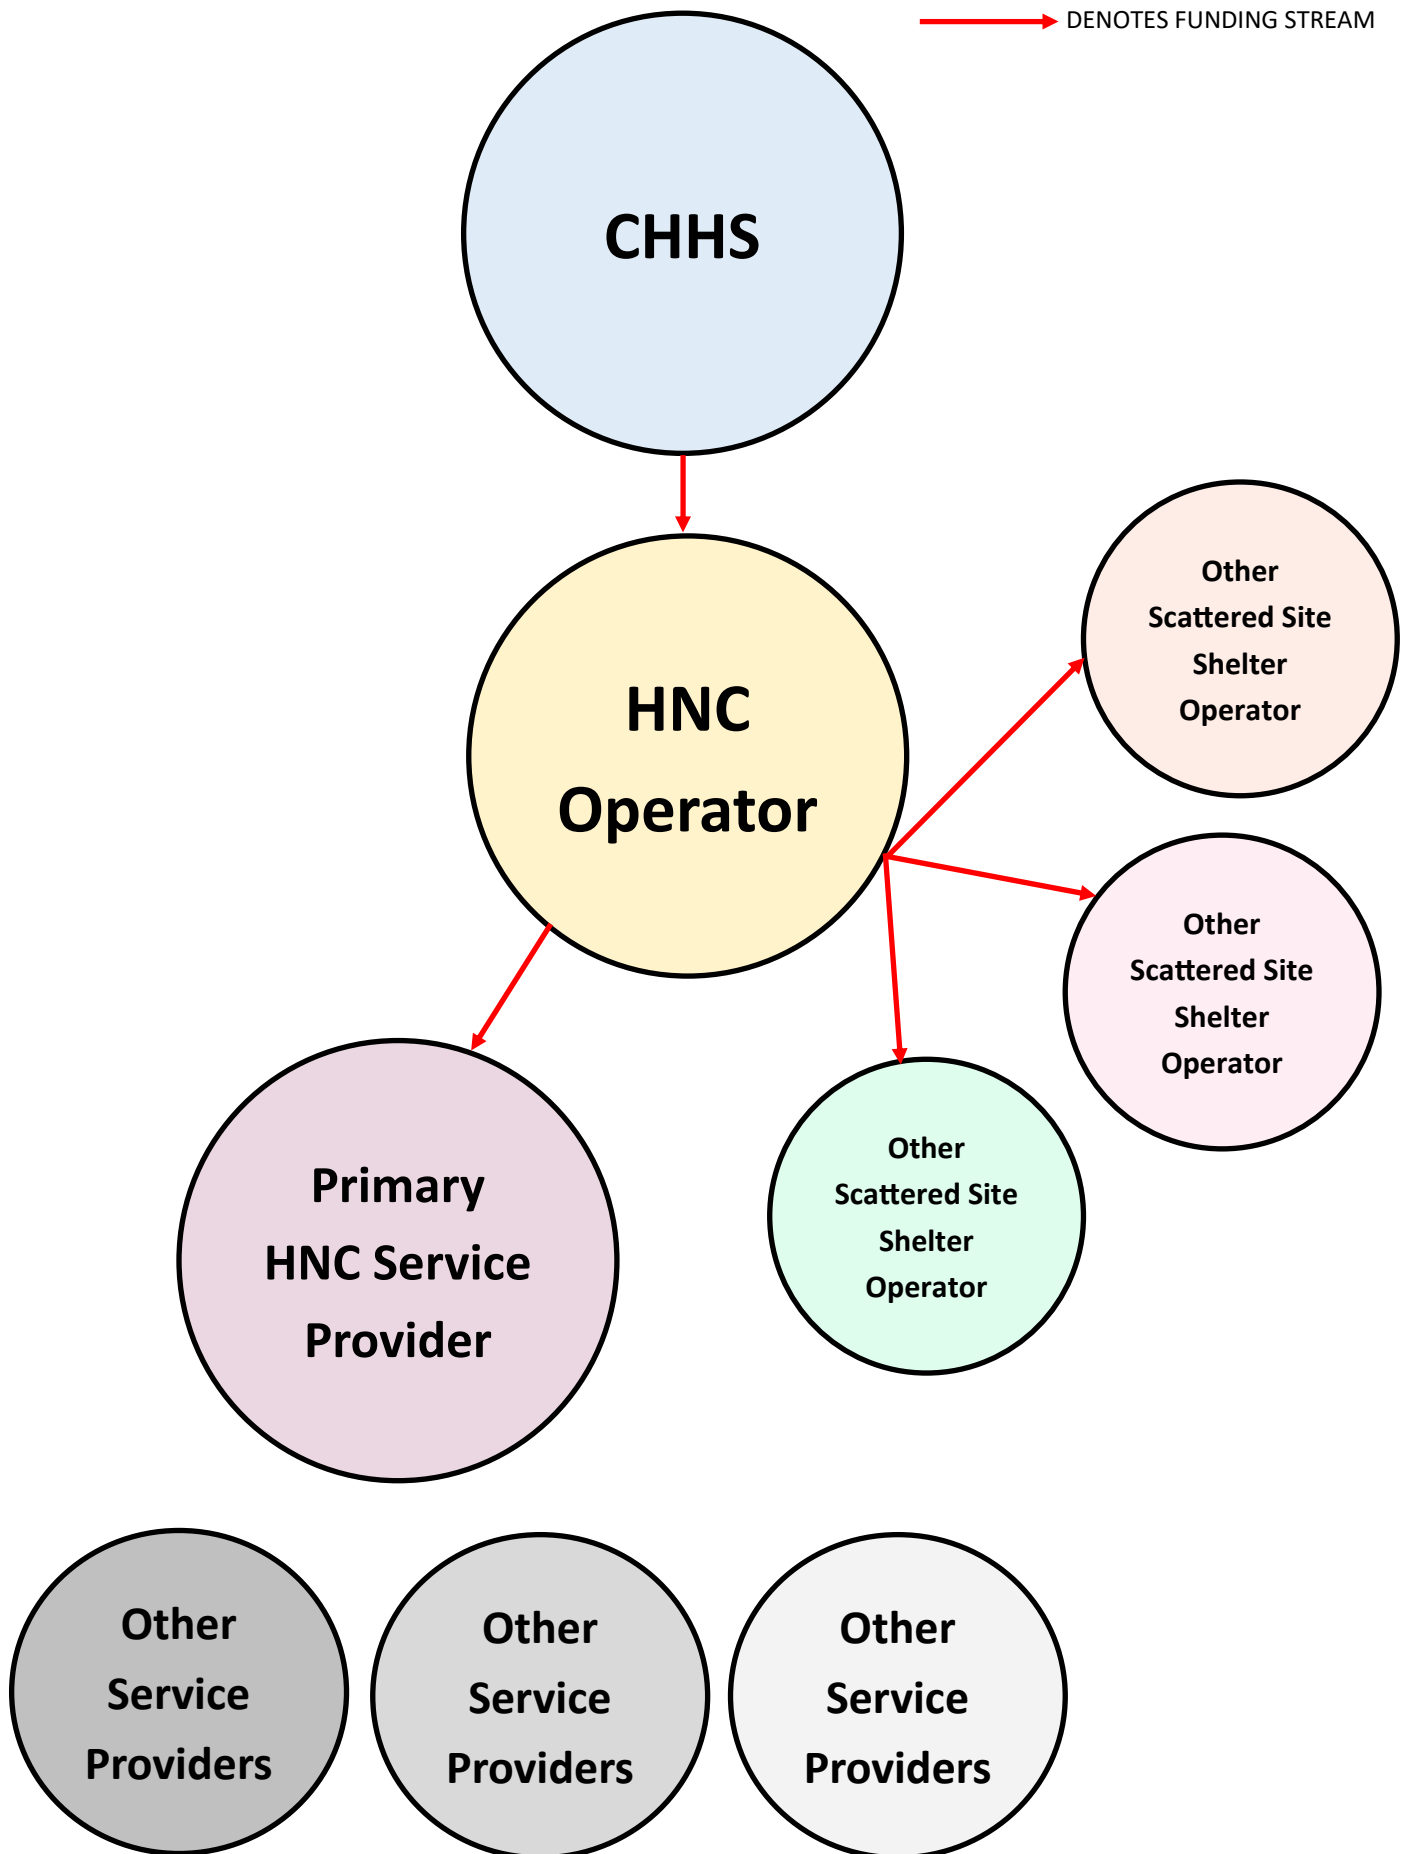 DENOTES FUNDING STREAM
CHHS
HNC
Operator
Other
Scattered Site
Shelter
Operator
Other
Scattered Site
Shelter
Operator
Other
Scattered Site
Shelter
Operator
Primary
HNC Service
Provider
Other
Service
Providers
Other
Service
Providers
Other
Service
Providers